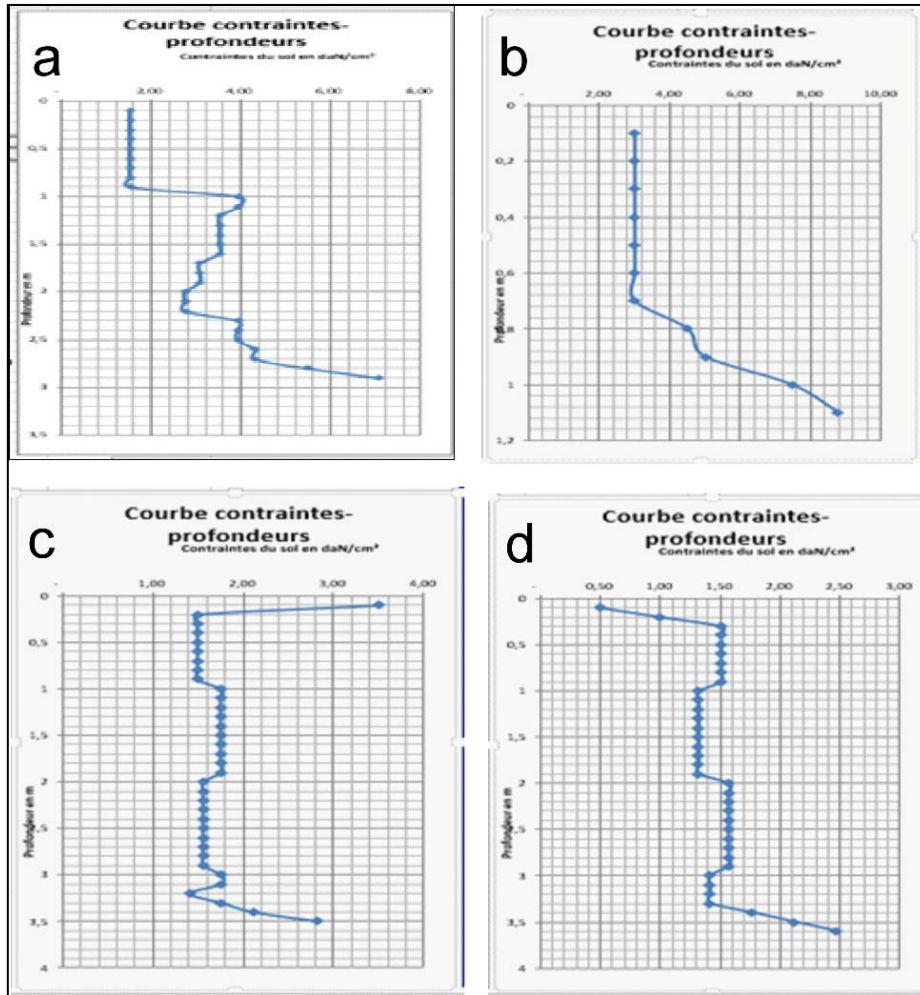 a
Courbe contraintes-
profondeurs
Contraintes du sol en daN/cm²
- 2,00 4,00 6,00 8,00
0
0,5
1
1,5
2
2,5
3
3,5
Profondeur en m
b
Courbe contraintes-
profondeurs
Contraintes du sol en daN/cm²
- 2,00 4,00 6,00 8,00 10,00
0
0,2
0,4
0,6
0,8
1
1,2
Profondeur en m
c
Courbe contraintes-
profondeurs
Contraintes du sol en daN/cm²
- 1,00 2,00 3,00 4,00
0
0,5
1
1,5
2
2,5
3
3,5
4
Profondeur en m
d
Courbe contraintes-
profondeurs
Contraintes du sol en daN/cm²
- 0,50 1,00 1,50 2,00 2,50 3,00
0
0,5
1
1,5
2
2,5
3
3,5
4
Profondeur en m